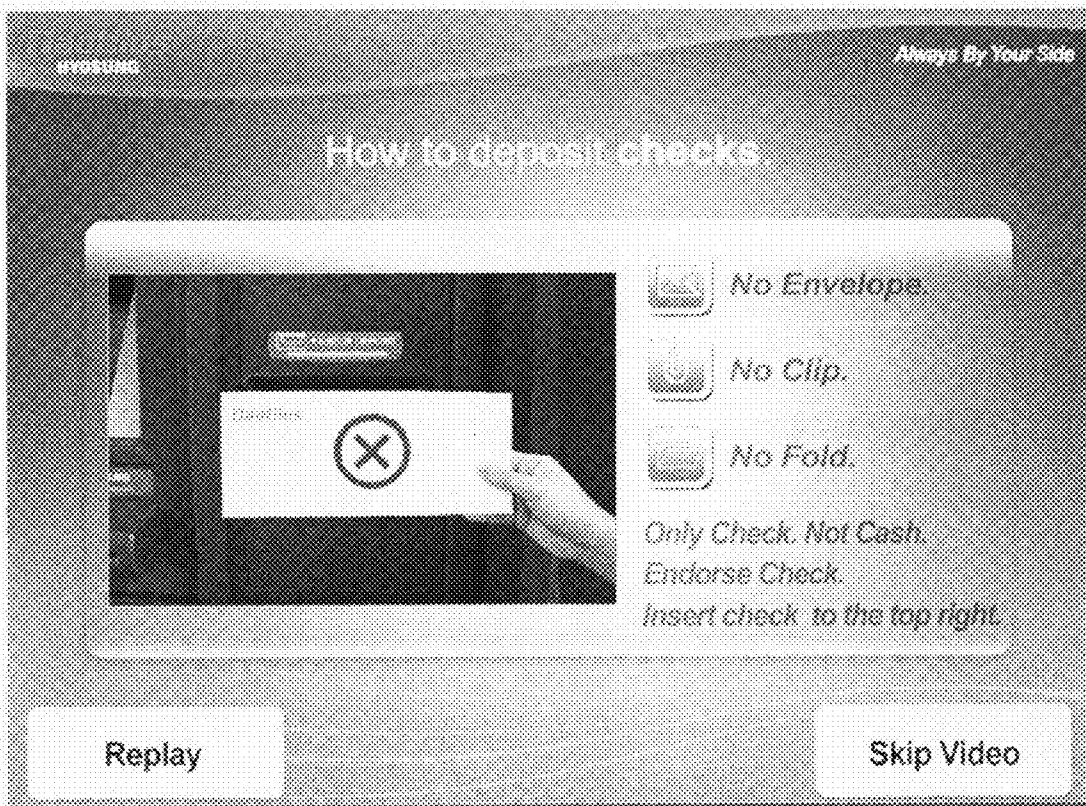 HYOSUNG
Always By Your Side
How to deposit checks
No Envelope.
No Clip.
No Fold.
Only Check. Not Cash.
Endorse Check.
Insert check to the top right.
Replay
Skip Video